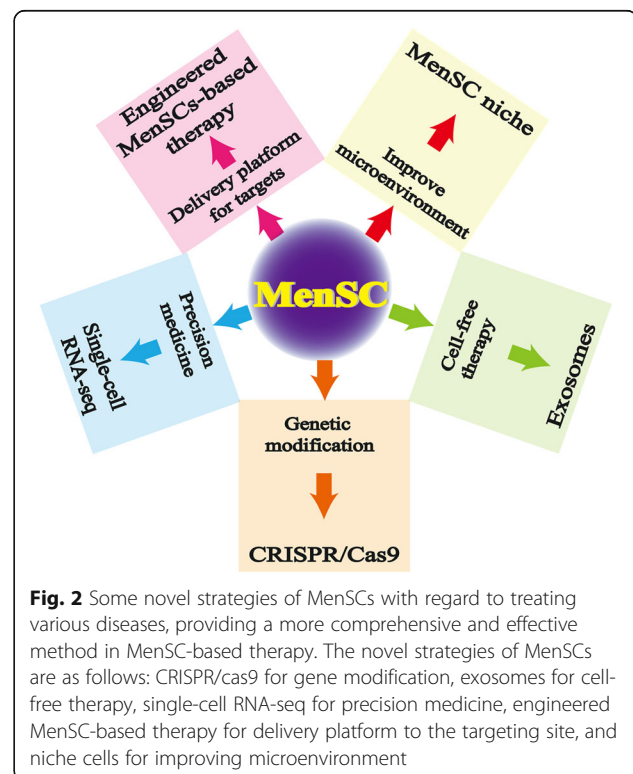 Engineered
MenSCs-based
therapy
Delivery platform
for targets
MenSC niche
Improve
microenvironment
MenSC
Precision
medicine
Single-cell
RNA-seq
Cell-free
therapy
Exosomes
Genetic
modification
CRISPR/Cas9
Fig. 2 Some novel strategies of MenSCs with regard to treating
various diseases, providing a more comprehensive and effective
method in MenSC-based therapy. The novel strategies of MenSCs
are as follows: CRISPR/cas9 for gene modification, exosomes for cell-
free therapy, single-cell RNA-seq for precision medicine, engineered
MenSC-based therapy for delivery platform to the targeting site, and
niche cells for improving microenvironment